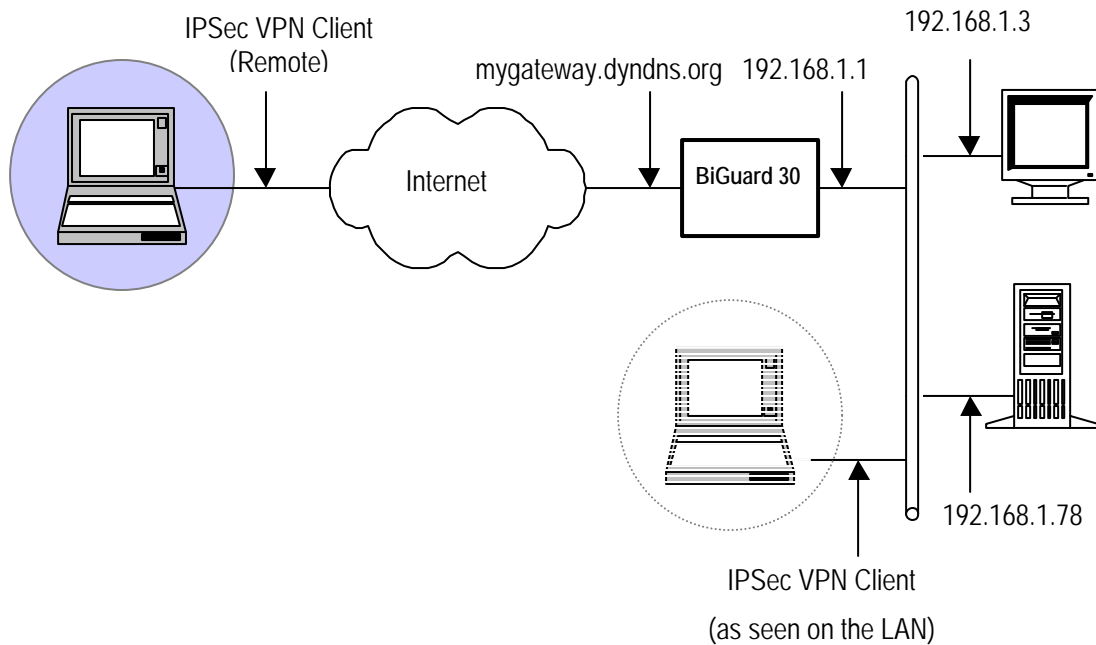 IPSec VPN Client
(Remote)
192.168.1.3
mygateway.dyndns.org
192.168.1.1
Internet
BiGuard 30
192.168.1.78
IPSec VPN Client
(as seen on the LAN)